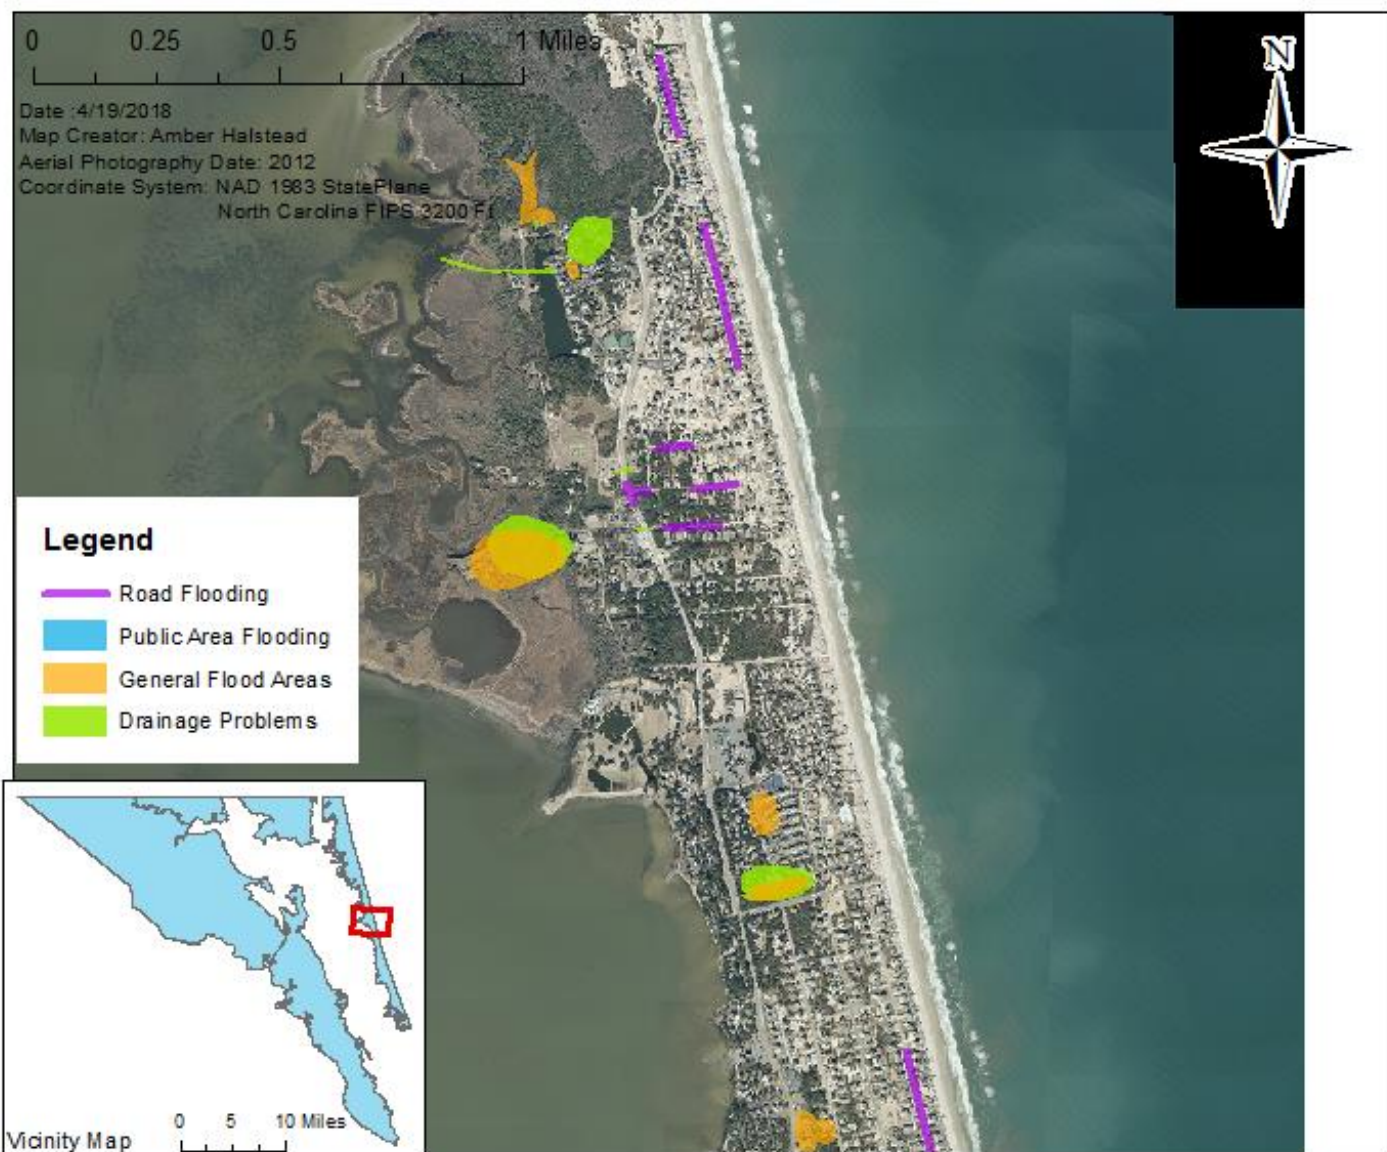 0 0.25 0.5 1 Miles
N
Date :4/19/2018
Map Creator: Amber Halstead
Aerial Photography Date: 2012
Coordinate System: NAD 1983 StatePlane
North Carolina FIPS 3200 Ft
Legend
Road Flooding
Public Area Flooding
General Flood Areas
Drainage Problems
0 5 10 Miles
Vicinity Map